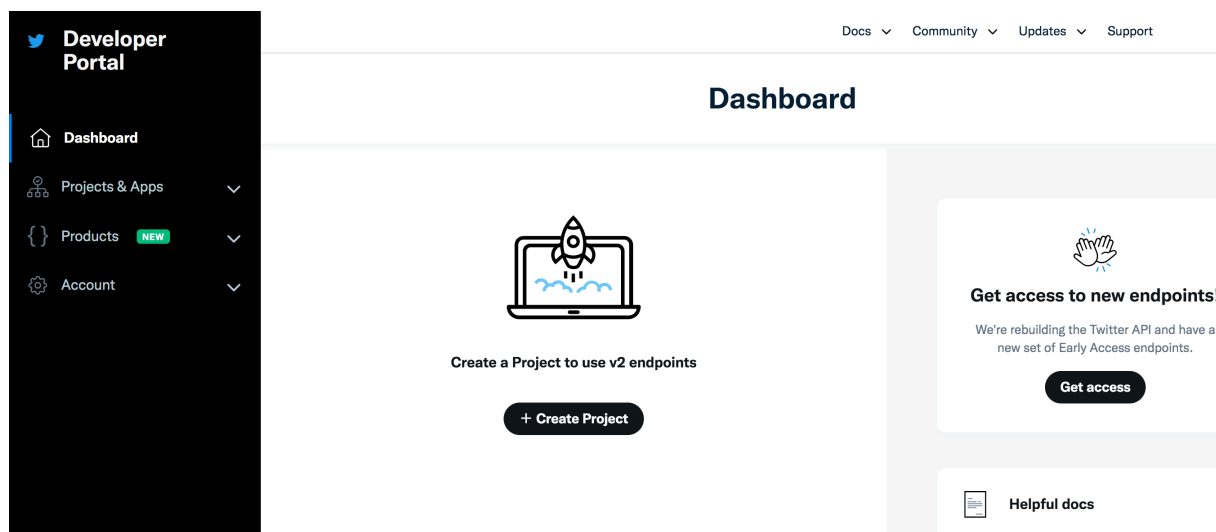 Developer
Portal
Docs
Community
Updates
Support
Dashboard
Dashboard
Projects & Apps
Products NEW
Account
Create a Project to use v2 endpoints
+ Create Project
Get access to new endpoints!
We're rebuilding the Twitter API and have a
new set of Early Access endpoints.
Get access
Helpful docs